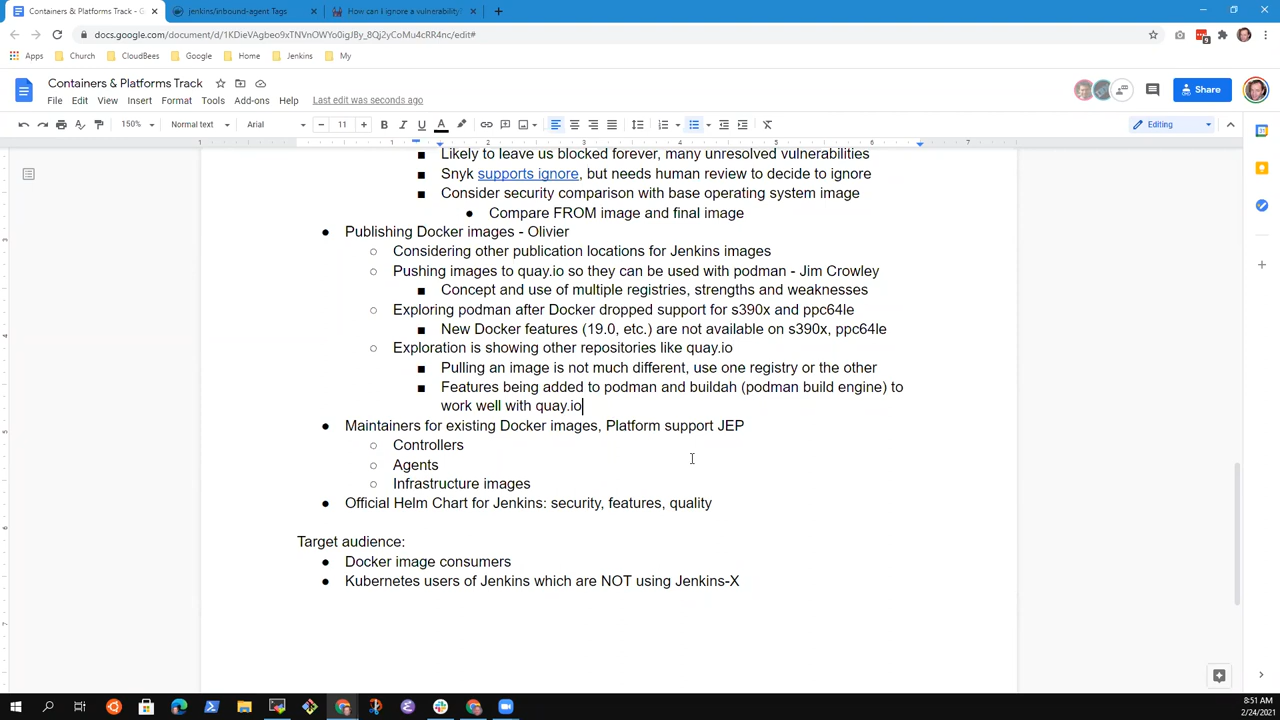 Containers & Platforms Track - G
jenkins/inbound-agent Tags
How can I ignore a vulnerability?
docs.google.com/document/d/1KDieVAgbeo9xTNVnOWYo0igJBy_8Qj2yCoMu4cRR4nc/edit#
9
Apps
Church
CloudBees
Google
Home
Jenkins
My
Containers & Platforms Track
File Edit View Insert Format Tools Add-ons Help Last edit was seconds ago
Share
150% Normal text Arial 11 Editing
1 1 2 3 4 5 6 7
Likely to leave us blocked forever, many unresolved vulnerabilities
Snyk supports ignore, but needs human review to decide to ignore
Consider security comparison with base operating system image
Compare FROM image and final image
Publishing Docker images - Olivier
Considering other publication locations for Jenkins images
Pushing images to quay.io so they can be used with podman - Jim Crowley
Concept and use of multiple registries, strengths and weaknesses
Exploring podman after Docker dropped support for s390x and ppc64le
New Docker features (19.0, etc.) are not available on s390x, ppc64le
Exploration is showing other repositories like quay.io
Pulling an image is not much different, use one registry or the other
Features being added to podman and buildah (podman build engine) to
work well with quay.io
Maintainers for existing Docker images, Platform support JEP
Controllers
Agents
Infrastructure images
Official Helm Chart for Jenkins: security, features, quality
Target audience:
Docker image consumers
Kubernetes users of Jenkins which are NOT using Jenkins-X
8:51 AM
2/24/2021